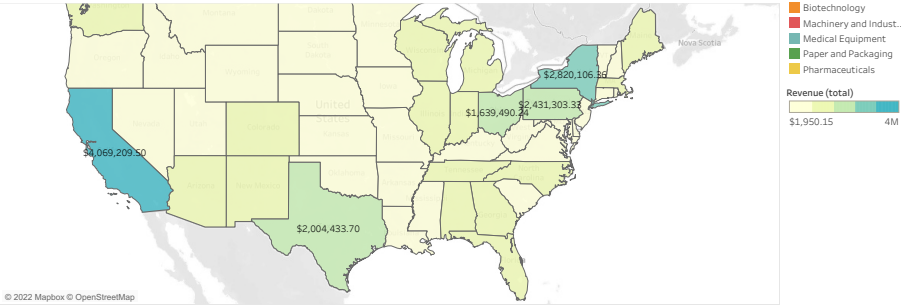 Biotechnology
Machinery and Indust..
Medical Equipment
Paper and Packaging
Pharmaceuticals
Revenue (total)
$1,950.15 4M
Nova Scotia
$2,820,106.36
$2,431,303.33
$1,639,490.24
United
States
$4,069,209.50
$2,004,433.70
© 2022 Mapbox © OpenStreetMap